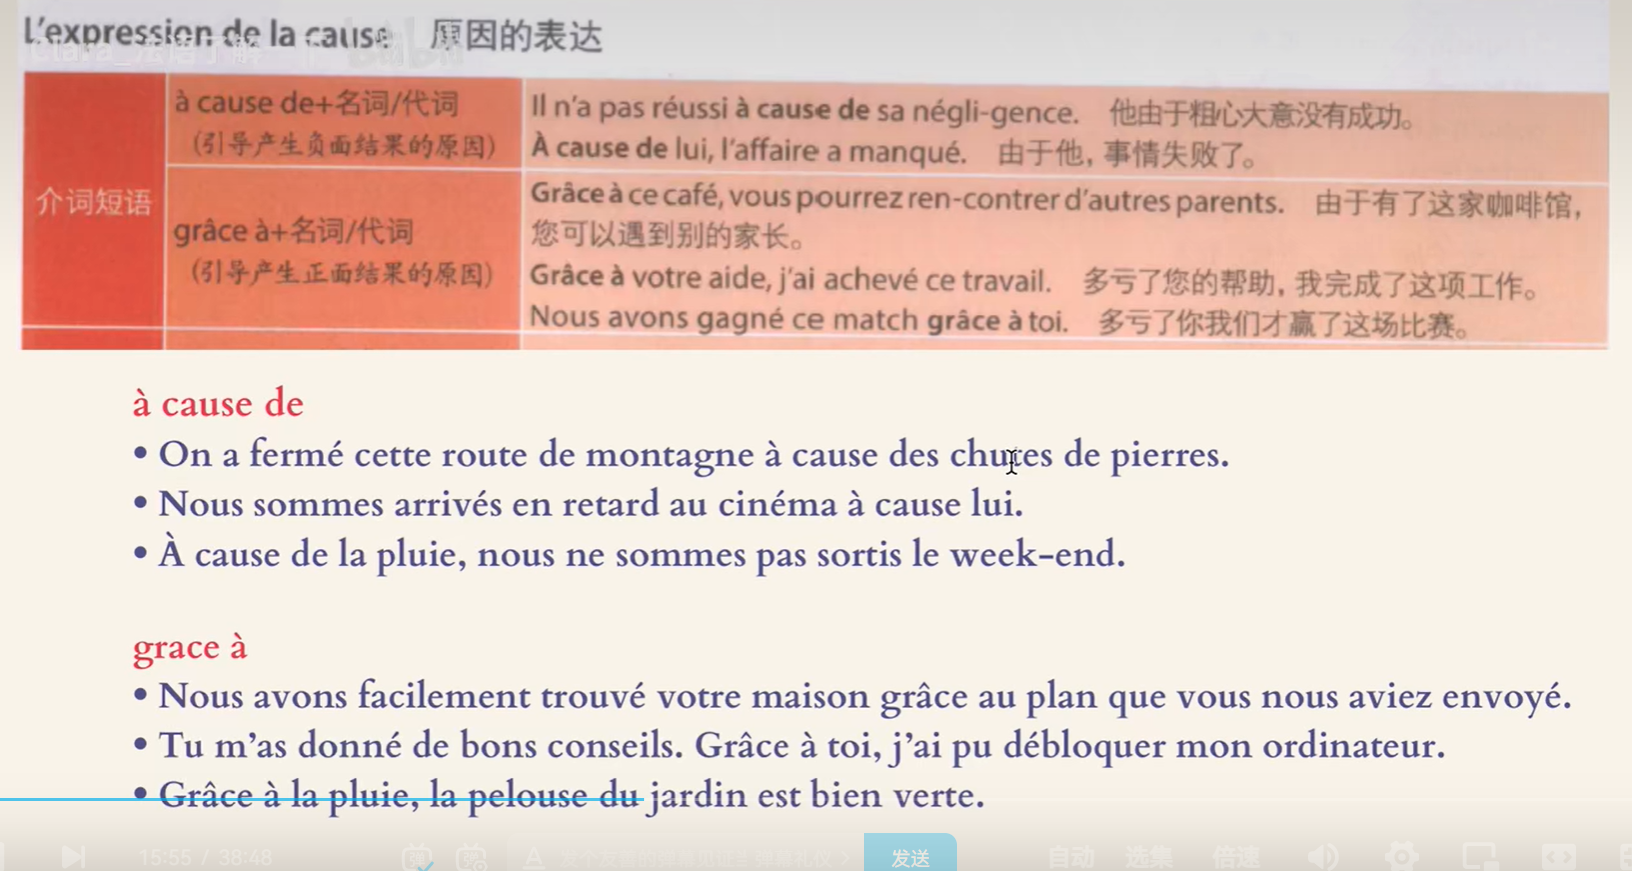 L'expression de la cause 原因的表达
介词短语
à cause de+名词/代词
(引导产生负面结果的原因)
Il n'a pas réussi à cause de sa négli-gence. 他由于粗心大意没有成功。
À cause de lui, l'affaire a manqué. 由于他，事情失败了。
grâce à+名词/代词
(引导产生正面结果的原因)
Grâce à ce café, vous pourrez ren-contrer d'autres parents. 由于有了这家咖啡馆，
您可以遇到别的家长。
Grâce à votre aide, j'ai achevé ce travail. 多亏了您的帮助，我完成了这项工作。
Nous avons gagné ce match grâce à toi. 多亏了你我们才赢了这场比赛。
à cause de
• On a fermé cette route de montagne à cause des chutes de pierres.
• Nous sommes arrivés en retard au cinéma à cause lui.
• À cause de la pluie, nous ne sommes pas sortis le week-end.
grace à
• Nous avons facilement trouvé votre maison grâce au plan que vous nous aviez envoyé.
• Tu m'as donné de bons conseils. Grâce à toi, j'ai pu débloquer mon ordinateur.
• Grâce à la pluie, la pelouse du jardin est bien verte.
15:55 / 38:48
发送
自动 选集 倍速